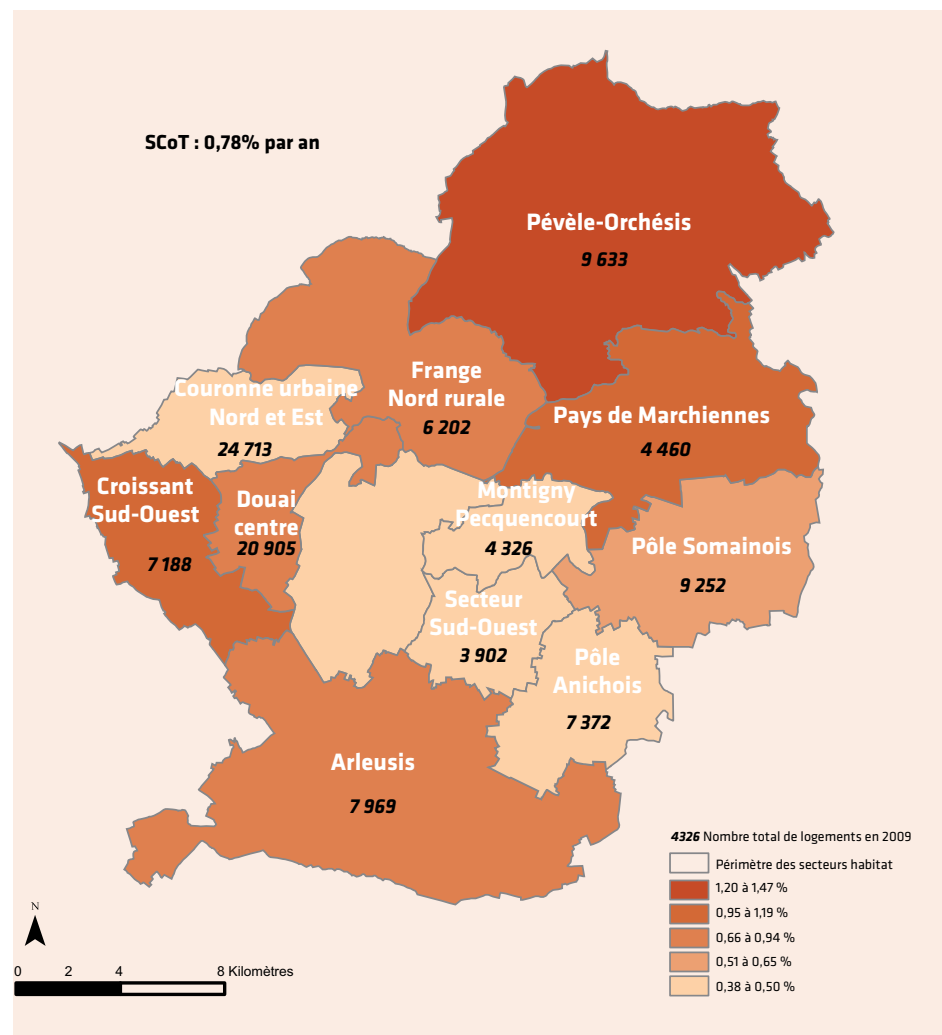 SCoT : 0,78% par an
Pévèle-Orchésis
9 633
Frange
Nord rurale
6 202
Couronne urbaine
Nord et Est
24 713
Pays de Marchiennes
4 460
Croissant
Sud-Ouest
7 188
Douai
centre
20 905
Montigny
Pecquencourt
4 326
Pôle Somainois
9 252
Secteur
Sud-Ouest
3 902
Pôle
Anichois
7 372
Arleusis
7 969
4326 Nombre total de logements en 2009
Périmètre des secteurs habitat
1,20 à 1,47 %
0,95 à 1,19 %
0,66 à 0,94 %
0,51 à 0,65 %
0,38 à 0,50 %
N
0 2 4 8 Kilomètres